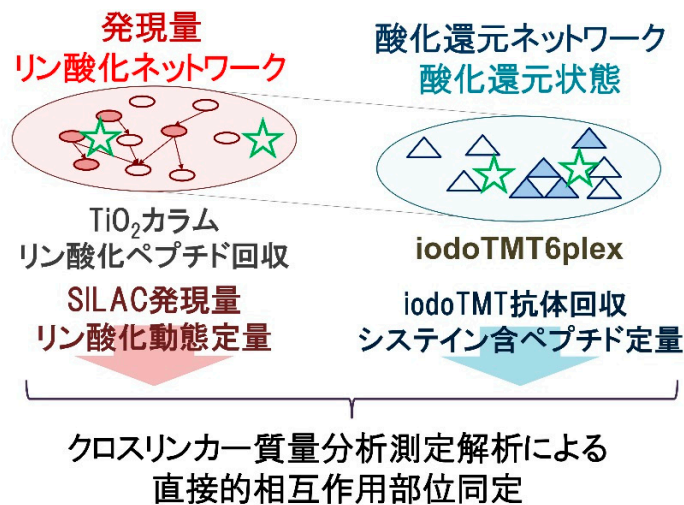 発現量
リン酸化ネットワーク
酸化還元ネットワーク
酸化還元状態
TiO₂カラム
リン酸化ペプチド回収
iodoTMT6plex
SILAC発現量
リン酸化動態定量
iodoTMT抗体回収
システイン含ペプチド定量
クロスリンカー質量分析測定解析による
直接的相互作用部位同定